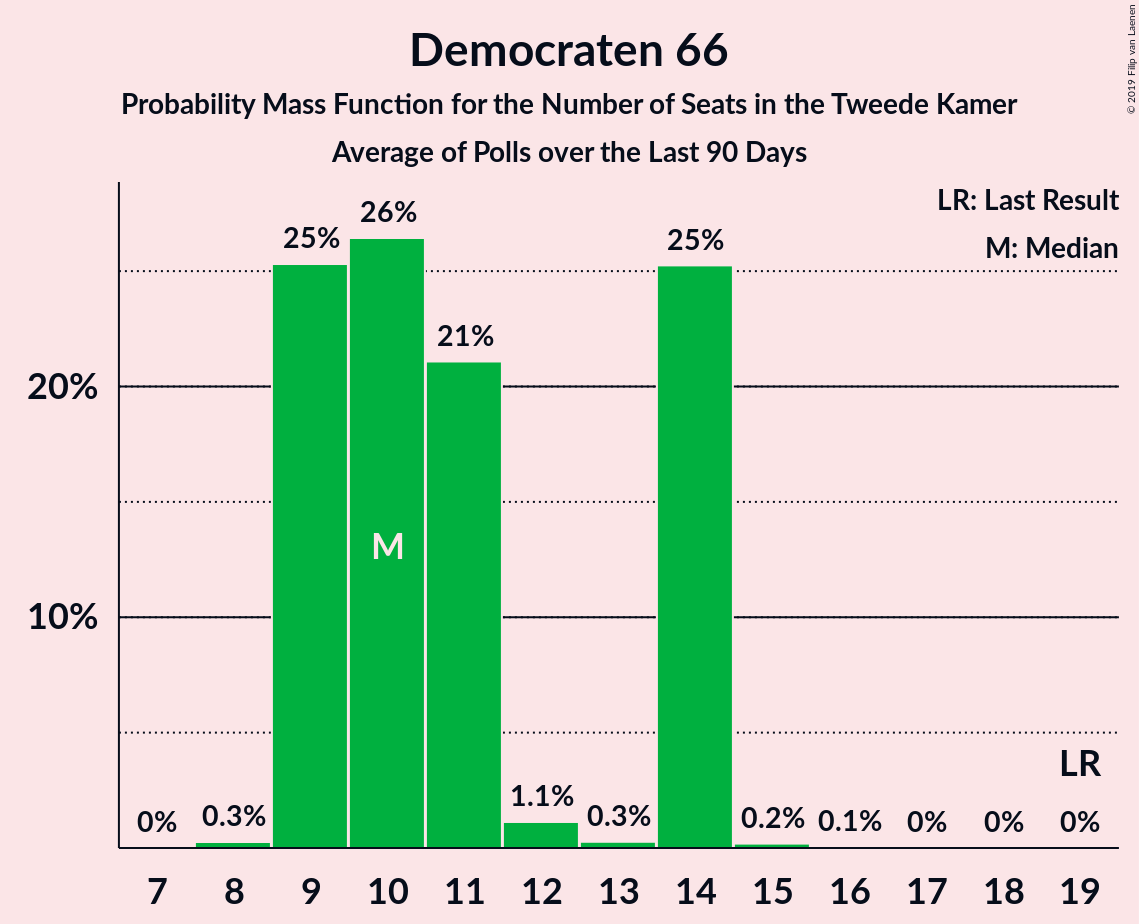 Democraten 66
Probability Mass Function for the Number of Seats in the Tweede Kamer
Average of Polls over the Last 90 Days
© 2019 Filip van Laenen
LR: Last Result
M: Median
20%
10%
0%
0.3%
25%
26%
21%
1.1%
0.3%
25%
0.2%
0.1%
0%
0%
0%
M
LR
7 8 9 10 11 12 13 14 15 16 17 18 19